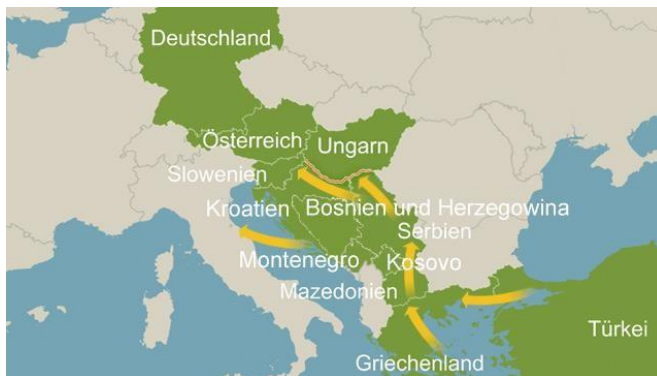 Deutschland
Österreich
Ungarn
Slowenien
Kroatien
Bosnien und Herzegowina
Serbien
Montenegro
Kosovo
Mazedonien
Türkei
Griechenland